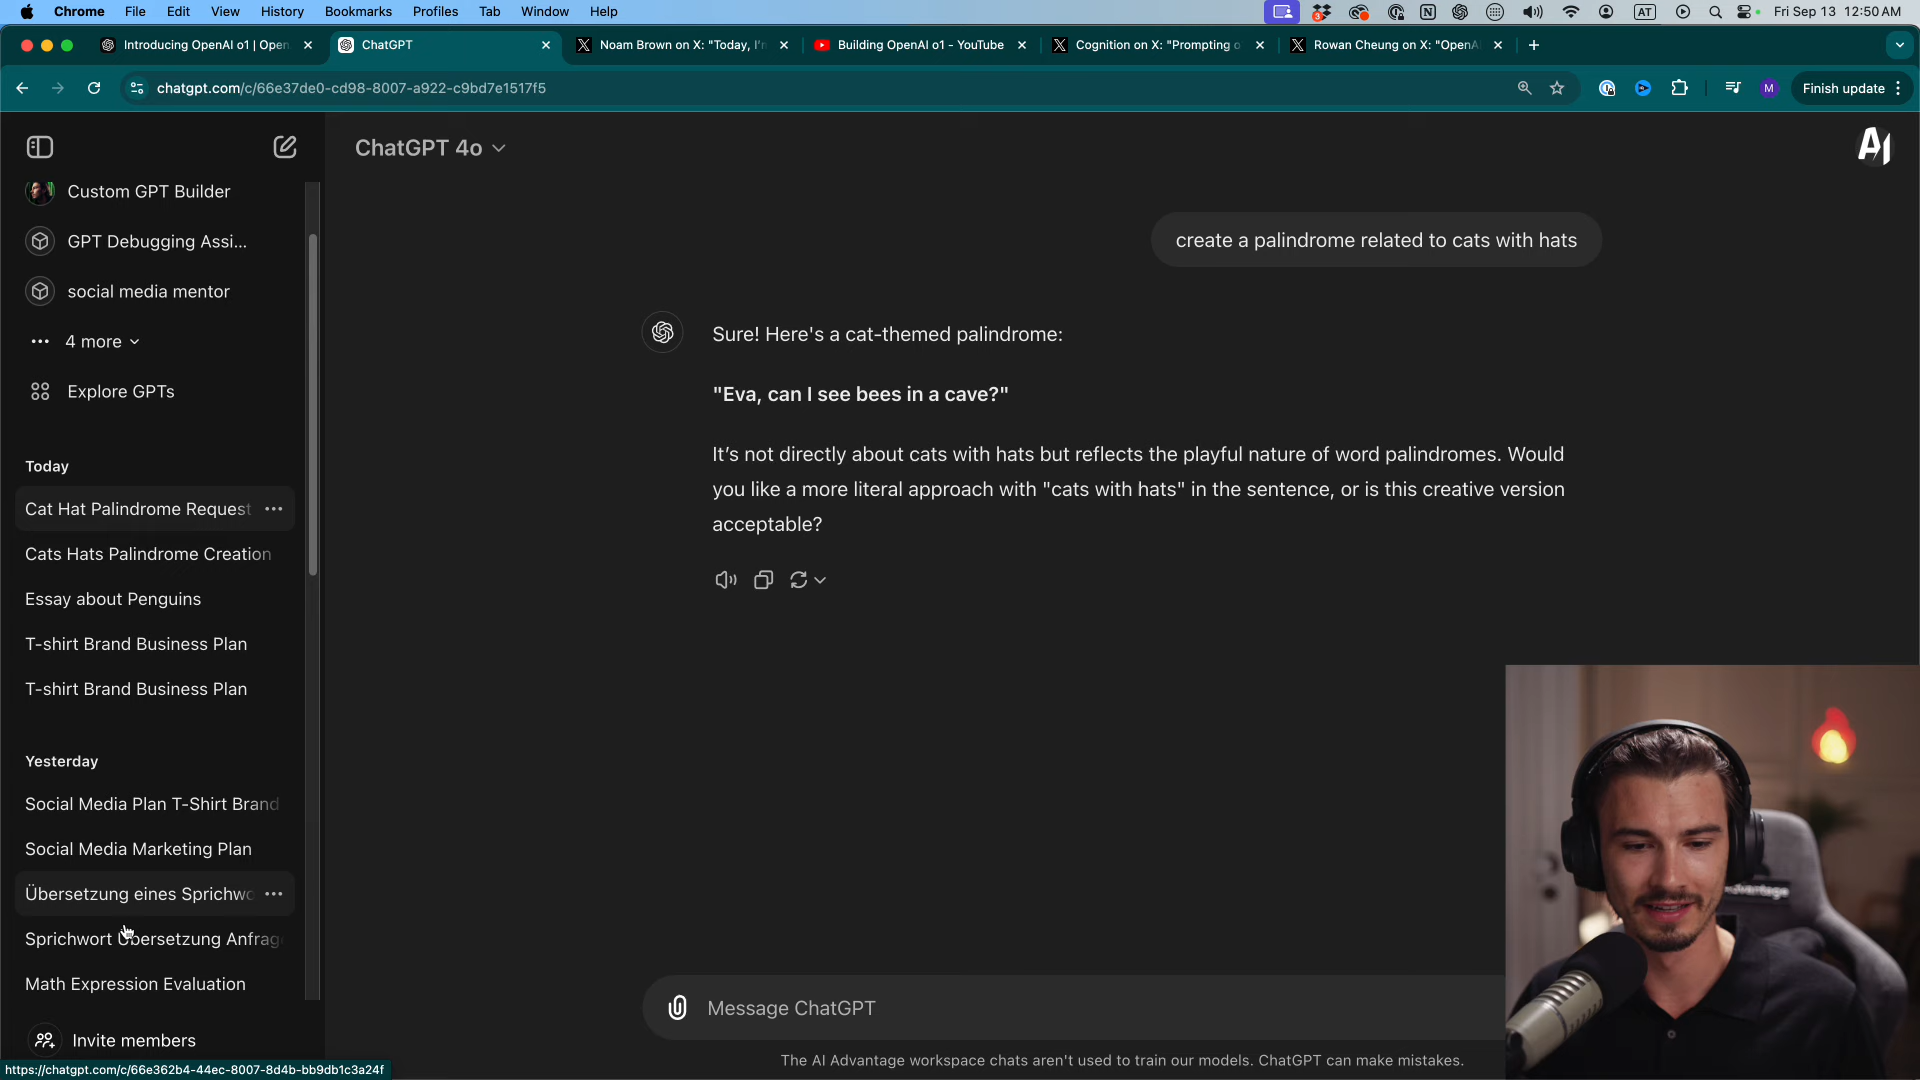 Chrome File Edit View History Bookmarks Profiles Tab Window Help
3 AT Fri Sep 13 12:50 AM
Introducing OpenAI o1 | Open
ChatGPT
Noam Brown on X: "Today, I'm
Building OpenAI o1 - YouTube
Cognition on X: "Prompting o
Rowan Cheung on X: "OpenA
chatgpt.com/c/66e37de0-cd98-8007-a922-c9bd7e1517f5
M
Finish update
ChatGPT 4o
AI
Custom GPT Builder
GPT Debugging Assi...
social media mentor
4 more
Explore GPTs
Today
Cat Hat Palindrome Request
Cats Hats Palindrome Creation
Essay about Penguins
T-shirt Brand Business Plan
T-shirt Brand Business Plan
Yesterday
Social Media Plan T-Shirt Brand
Social Media Marketing Plan
Übersetzung eines Sprichwo
Sprichwort Übersetzung Anfrage
Math Expression Evaluation
Invite members
https://chatgpt.com/c/66e362b4-44ec-8007-8d4b-bb9db1c3a24f
create a palindrome related to cats with hats
Sure! Here's a cat-themed palindrome:
"Eva, can I see bees in a cave?"
It's not directly about cats with hats but reflects the playful nature of word palindromes. Would
you like a more literal approach with "cats with hats" in the sentence, or is this creative version
acceptable?
Message ChatGPT
The AI Advantage workspace chats aren't used to train our models. ChatGPT can make mistakes.